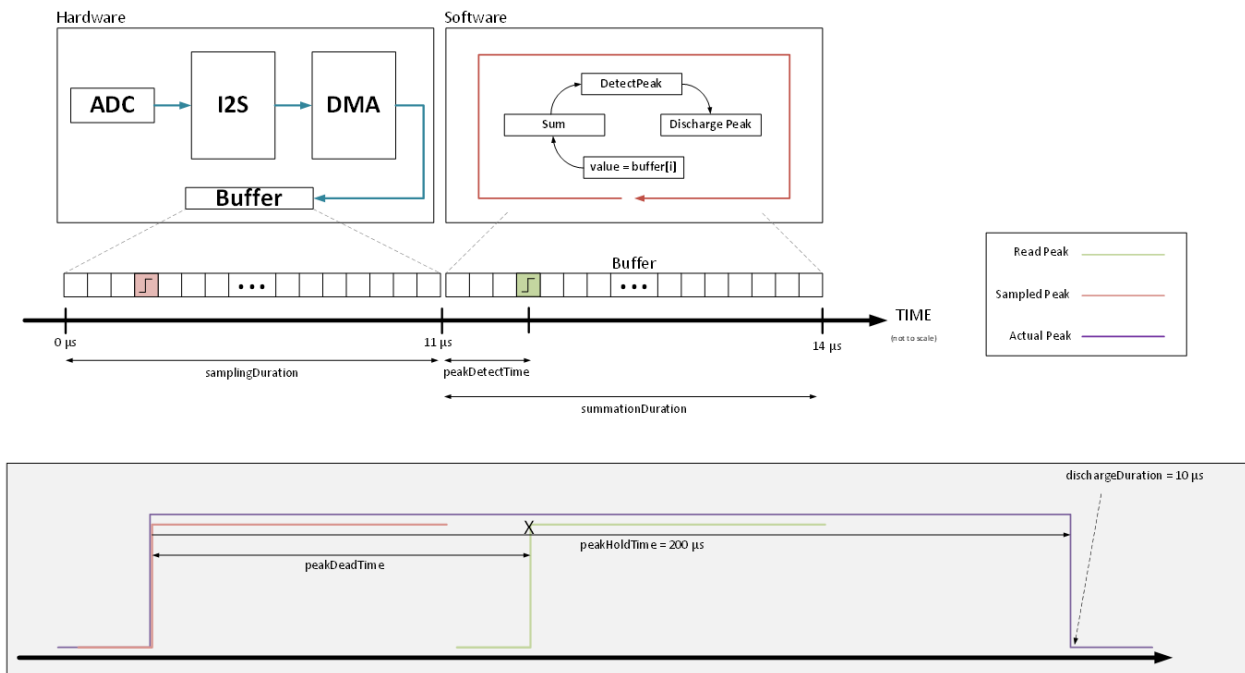 Hardware
Software
ADC
I2S
DMA
Buffer
DetectPeak
Sum
Discharge Peak
value = buffer[i]
Buffer
...
...
TIME
(not to scale)
0 µs
11 µs
14 µs
samplingDuration
peakDetectTime
summationDuration
Read Peak
Sampled Peak
Actual Peak
dischargeDuration = 10 µs
X
peakHoldTime = 200 µs
peakDeadTime